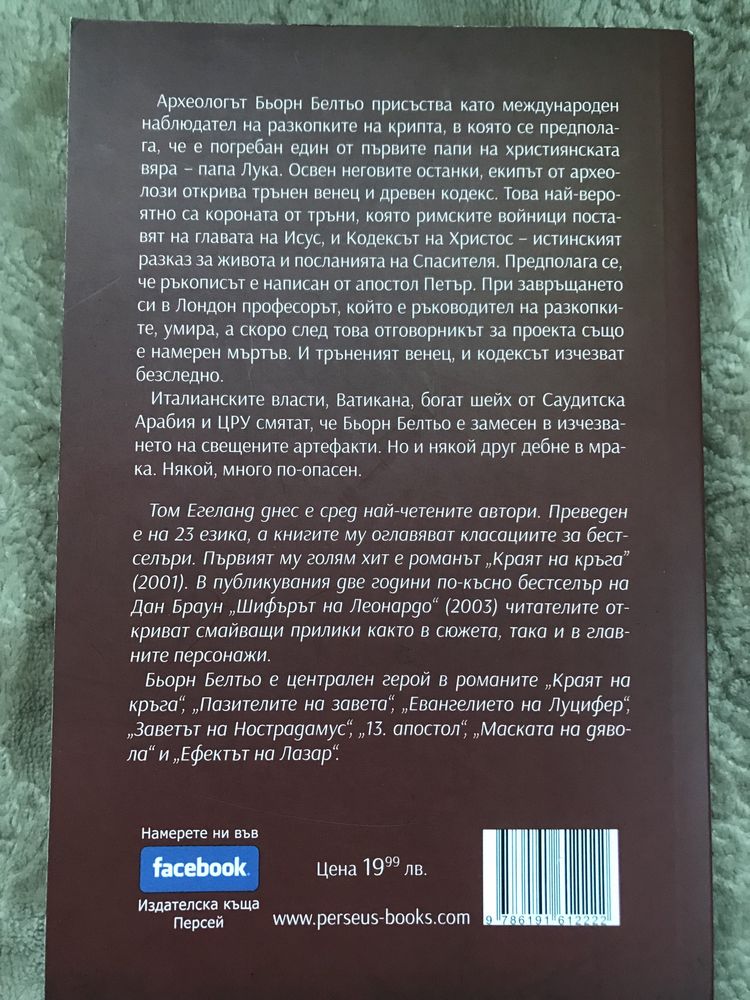 Археологът Бьорн Белтьо присъства като международен
наблюдател на разкопките на крипта, в която се предпола-
га, че е погребан един от първите папи на християнската
вяра – папа Лука. Освен неговите останки, екипът от архео-
лози открива трънен венец и древен кодекс. Това най-веро-
ятно са короната от тръни, която римските войници поста-
вят на главата на Исус, и Кодексът на Христос – истинският
разказ за живота и посланията на Спасителя. Предполага се,
че ръкописът е написан от апостол Петър. При завръщането
си в Лондон професорът, който е ръководител на разкопки-
те, умира, а скоро след това отговорникът за проекта също
е намерен мъртъв. И тръненият венец, и кодексът изчезват
безследно.
Италианските власти, Ватикана, богат шейх от Саудитска
Арабия и ЦРУ смятат, че Бьорн Белтьо е замесен в изчезва-
нето на свещените артефакти. Но и някой друг дебне в мра-
ка. Някой, много по-опасен.
Том Егеланд днес е сред най-четените автори. Преведен
е на 23 езика, а книгите му оглавяват класациите за бест-
селъри. Първият му голям хит е романът „Краят на кръга”
(2001). В публикувания две години по-късно бестселър на
Дан Браун „Шифърът на Леонардо“ (2003) читателите от-
криват смайващи прилики както в сюжета, така и в глав-
ните персонажи.
Бьорн Белтьо е централен герой в романите „Краят на
кръга“, „Пазителите на завета“, „Евангелието на Луцифер“,
„Заветът на Нострадамус“, „13. апостол“, „Маската на дяво-
ла“ и „Ефектът на Лазар“.
Намерете ни във
facebook.
Издателска къща
Персей
Цена 19⁹⁹ лв.
www.perseus-books.com
9 786191 612222